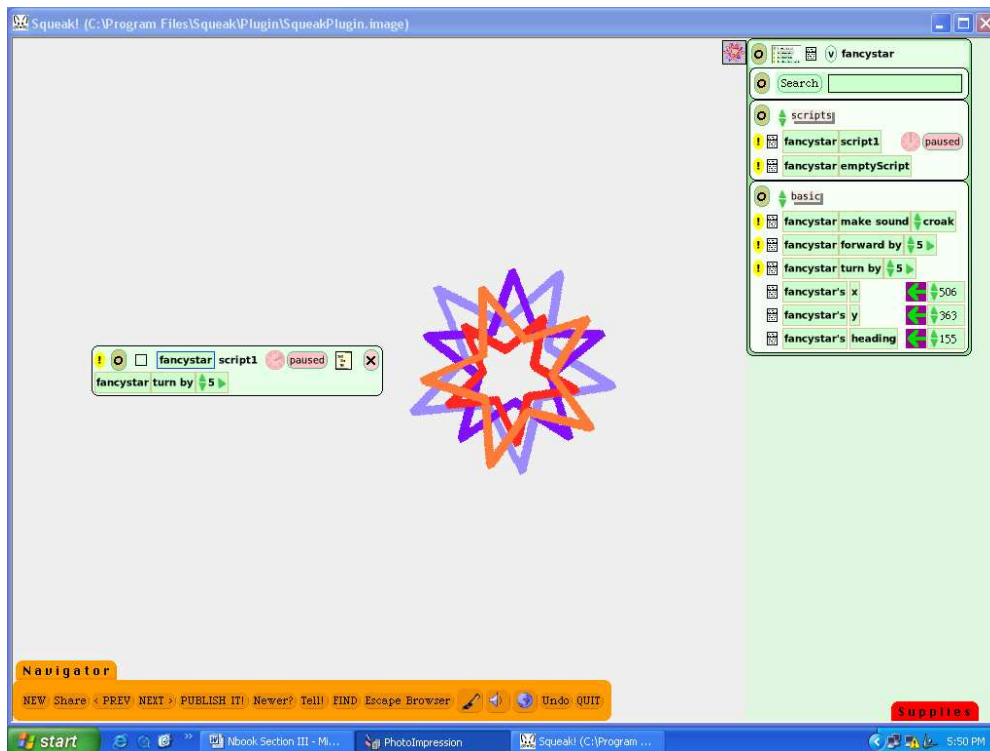 Squeak! (C:\Program Files\Squeak\Plugin\SqueakPlugin.image)
v fancystar
Search
scripts
! fancystar script1 paused
! fancystar emptyScript
basic
! fancystar make sound croak
! fancystar forward by 5
! fancystar turn by 5
fancystar's x 506
fancystar's y 363
fancystar's heading 155
! fancystar script1 paused
fancystar turn by 5
Navigator
NEW Share < PREV NEXT > PUBLISH IT! Newer? Tell! FIND Escape Browser Undo QUIT
Supplies
start Nbook Section III - Mi... PhotoImpression Squeak! (C:\Program ... 5:50 PM